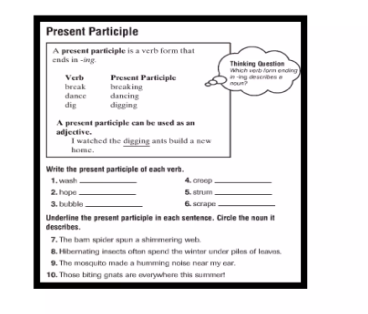 Present Participle
A present participle is a verb form that
ends in -ing.
Verb Present Participle
break breaking
dance dancing
dig digging
A present participle can be used as an
adjective.
I watched the digging ants build a new
home.
Thinking Question
Which verb form ending
in -ing describes a
noun?
Write the present participle of each verb.
1. wash
2. hope
3. bubble
4. creep
5. strum
6. scrape
Underline the present participle in each sentence. Circle the noun it
describes.
7. The barn spider spun a shimmering web.
8. Hibernating insects often spend the winter under piles of leaves.
9. The mosquito made a humming noise near my ear.
10. Those biting gnats are everywhere this summer!